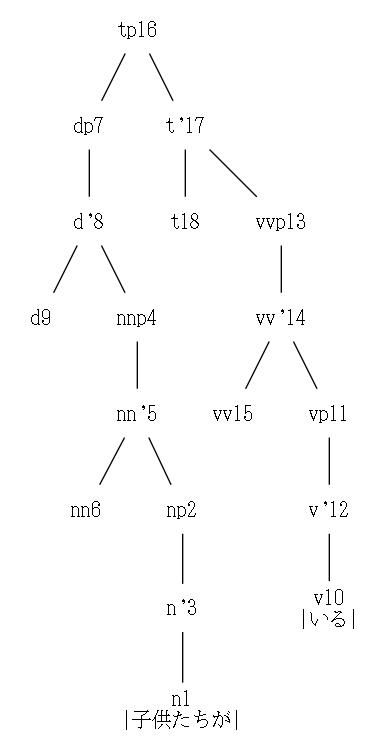 tp16
dp7 t'17
d'8 t18 vvp13
d9 nnp4 vv'14
nn'5 vv15 vp11
nn6 np2 v'12
n'3 v10
|いる|
n1
|子供たちが|